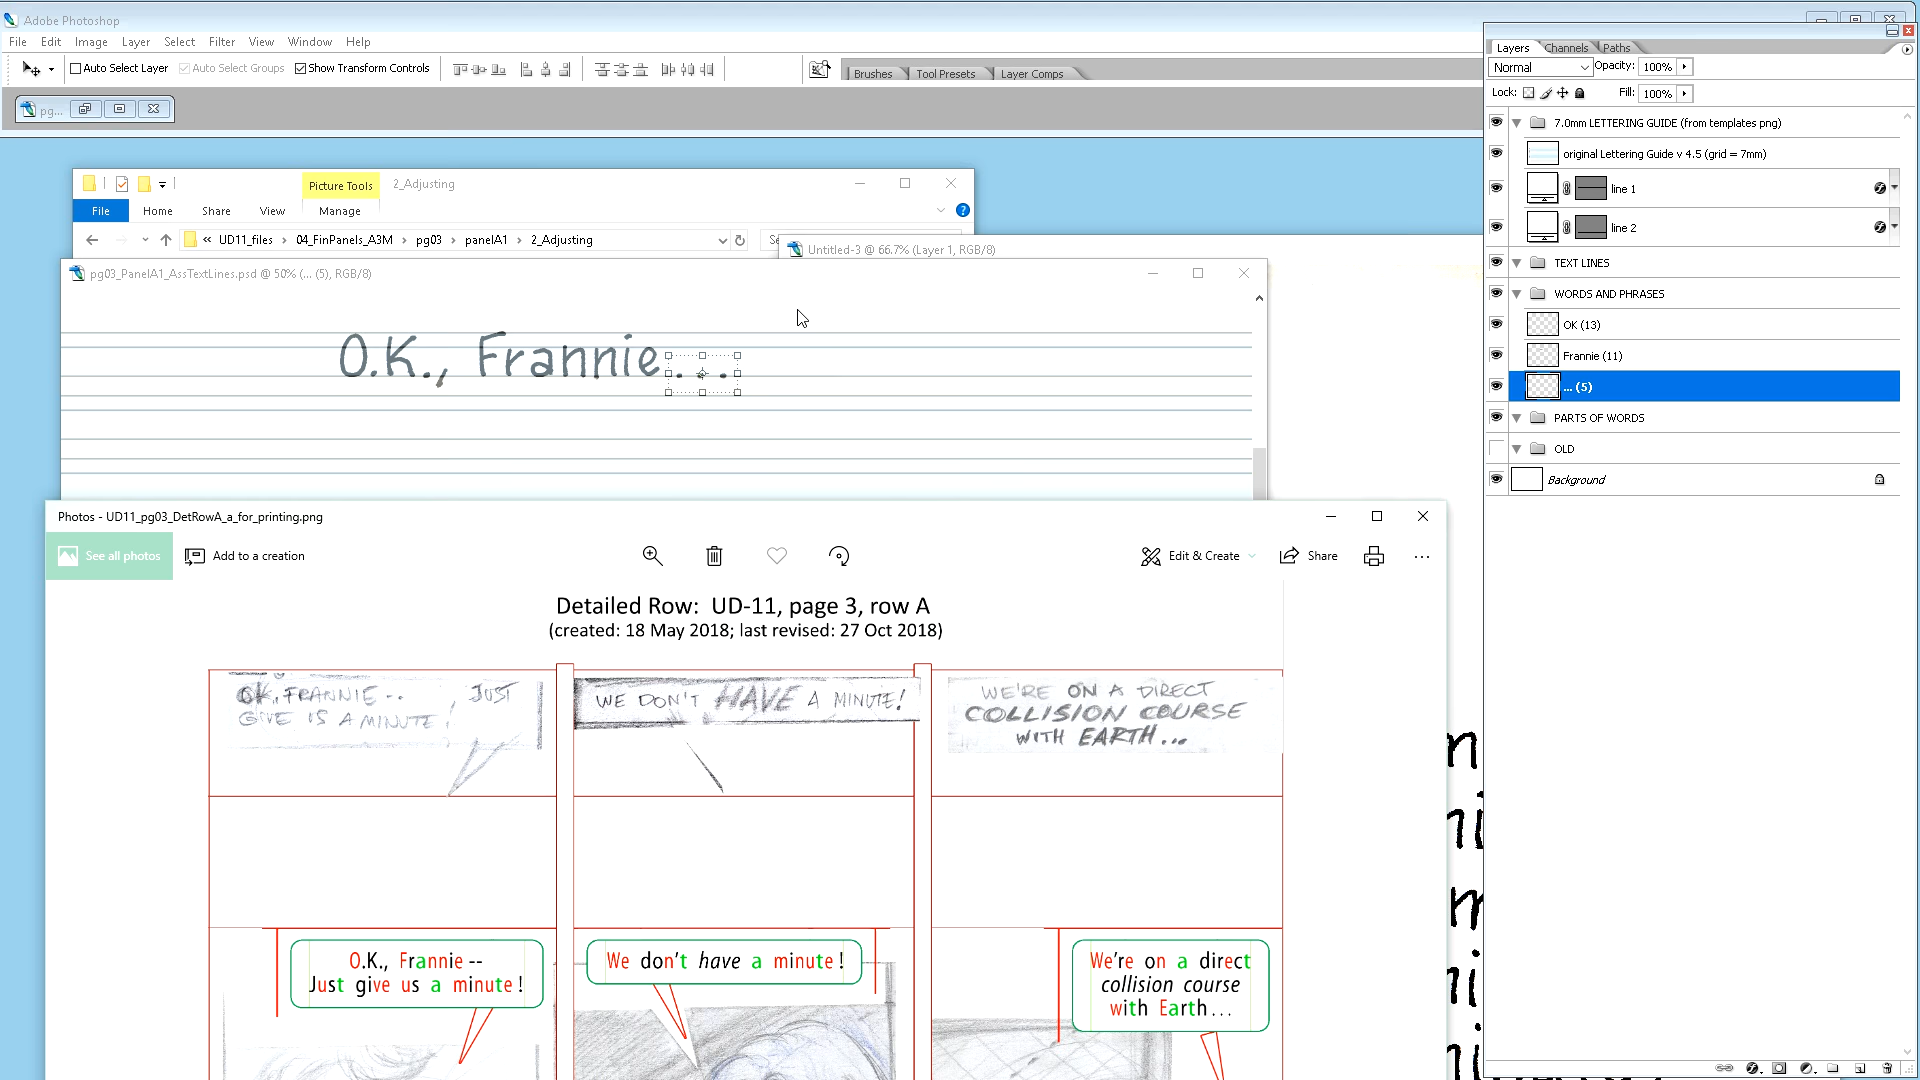 Adobe Photoshop
File Edit Image Layer Select Filter View Window Help
Auto Select Layer Auto Select Groups Show Transform Controls
Brushes Tool Presets Layer Comps
pg...
Picture Tools 2_Adjusting
File Home Share View Manage
« UD11_files › 04_FinPanels_A3M › pg03 › panelA1 › 2_Adjusting
Untitled-3 @ 66.7% (Layer 1, RGB/8)
pg03_PanelA1_AssTextLines.psd @ 50% (... (5), RGB/8)
O.K., Frannie...
Photos - UD11_pg03_DetRowA_a_for_printing.png
See all photos Add to a creation Edit & Create Share
Detailed Row: UD-11, page 3, row A
(created: 18 May 2018; last revised: 27 Oct 2018)
OK, FRANNIE -- JUST
GIVE US A MINUTE!
WE DON'T HAVE A MINUTE!
WE'RE ON A DIRECT
COLLISION COURSE
WITH EARTH...
O.K., Frannie --
Just give us a minute!
We don't have a minute!
We're on a direct
collision course
with Earth...
Layers Channels Paths
Normal Opacity: 100%
Lock: Fill: 100%
7.0mm LETTERING GUIDE (from templates png)
original Lettering Guide v 4.5 (grid = 7mm)
line 1
line 2
TEXT LINES
WORDS AND PHRASES
OK (13)
Frannie (11)
... (5)
PARTS OF WORDS
OLD
Background